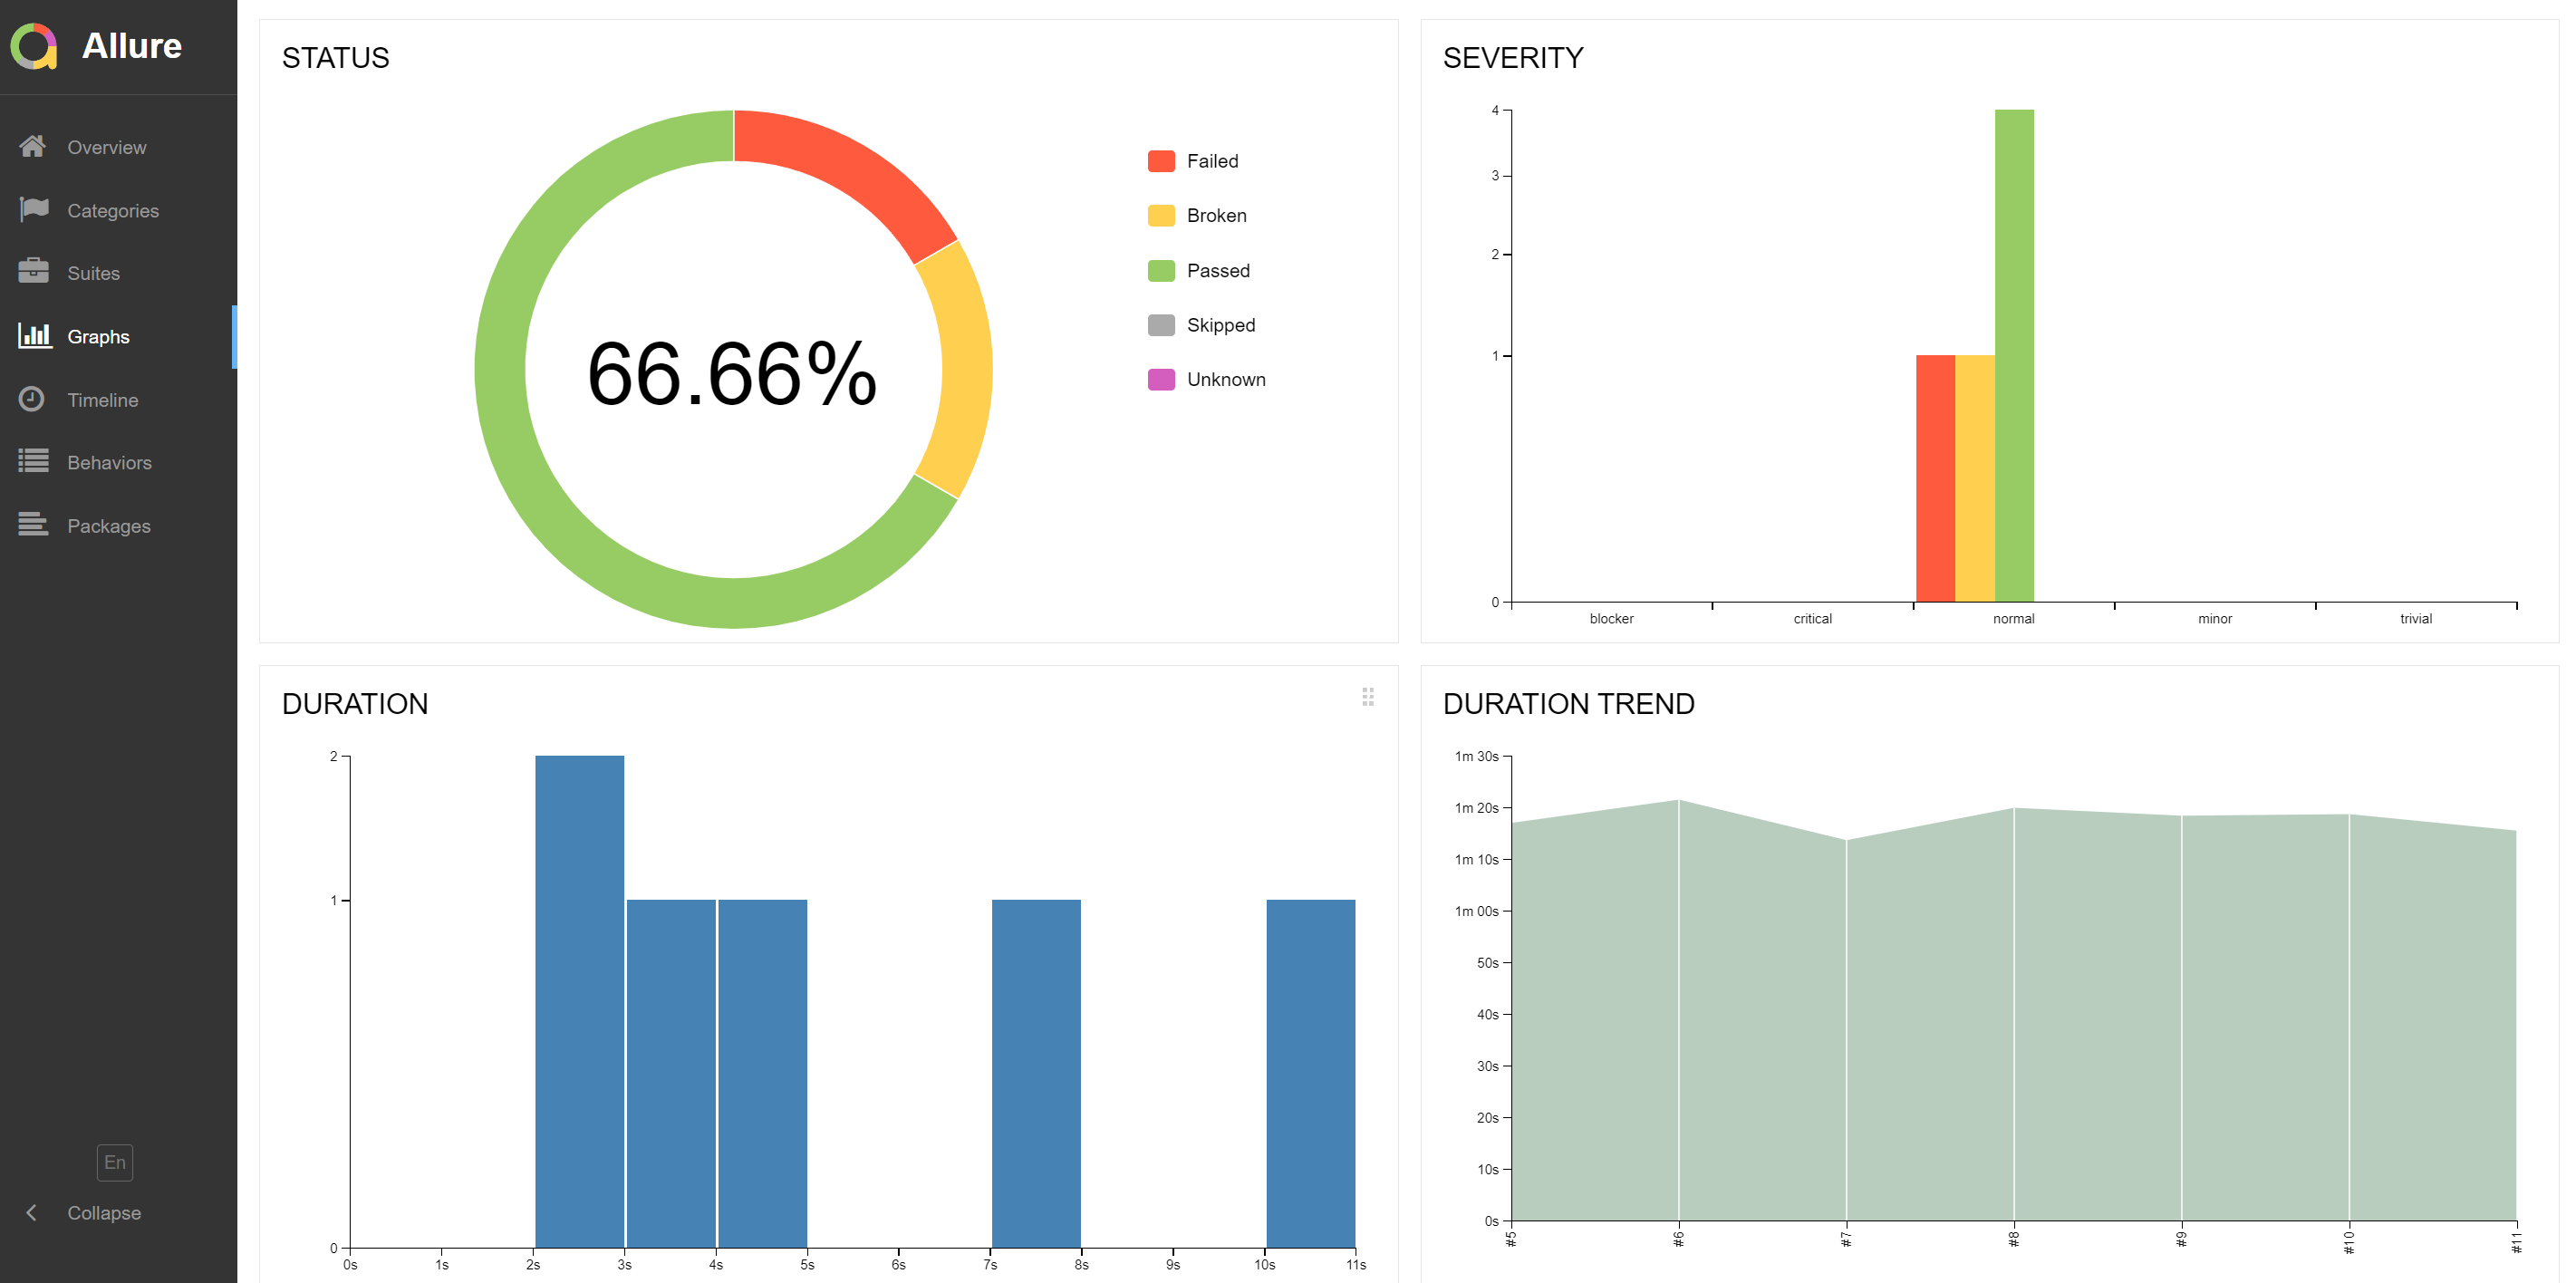 Allure
Overview
Categories
Suites
Graphs
Timeline
Behaviors
Packages
En
Collapse
STATUS
66.66%
Failed
Broken
Passed
Skipped
Unknown
SEVERITY
4
3
2
1
0
blocker critical normal minor trivial
DURATION
2
1
0
0s 1s 2s 3s 4s 5s 6s 7s 8s 9s 10s 11s
DURATION TREND
1m 30s
1m 20s
1m 10s
1m 00s
50s
40s
30s
20s
10s
0s
#5 #6 #7 #8 #9 #10 #11